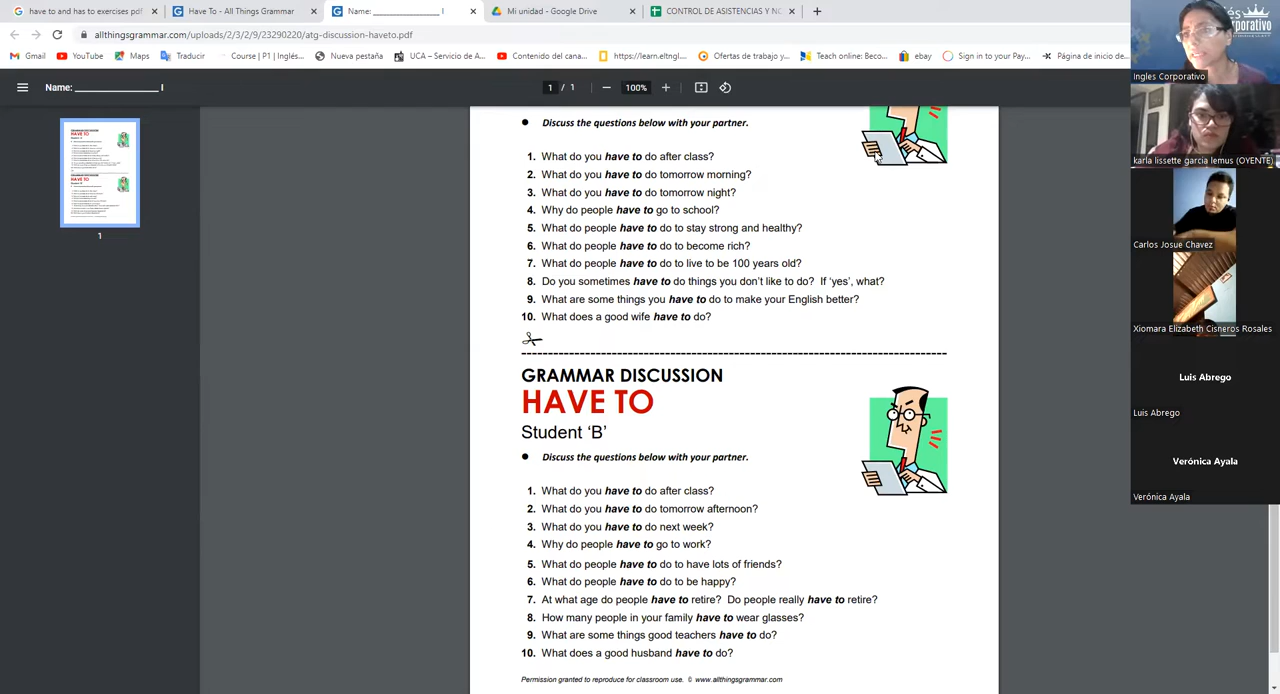 have to and has to exercises pdf
Have To - All Things Grammar
Name: ________________ I
Mi unidad - Google Drive
CONTROL DE ASISTENCIAS Y NO
allthingsgrammar.com/uploads/2/3/2/9/23290220/atg-discussion-haveto.pdf
Gmail
YouTube
Maps
Traducir
Course | P1 | Inglés...
Nueva pestaña
UCA – Servicio de A...
Contenido del cana...
https://learn.eltngl...
Ofertas de trabajo y...
Teach online: Beco...
ebay
Sign in to your Pay...
Página de inicio de...
Name: ________________ I
1 / 1
100%
Discuss the questions below with your partner.
1. What do you have to do after class?
2. What do you have to do tomorrow morning?
3. What do you have to do tomorrow night?
4. Why do people have to go to school?
5. What do people have to do to stay strong and healthy?
6. What do people have to do to become rich?
7. What do people have to do to live to be 100 years old?
8. Do you sometimes have to do things you don't like to do? If 'yes', what?
9. What are some things you have to do to make your English better?
10. What does a good wife have to do?
GRAMMAR DISCUSSION
HAVE TO
Student 'B'
Discuss the questions below with your partner.
1. What do you have to do after class?
2. What do you have to do tomorrow afternoon?
3. What do you have to do next week?
4. Why do people have to go to work?
5. What do people have to do to have lots of friends?
6. What do people have to do to be happy?
7. At what age do people have to retire? Do people really have to retire?
8. How many people in your family have to wear glasses?
9. What are some things good teachers have to do?
10. What does a good husband have to do?
Permission granted to reproduce for classroom use. © www.allthingsgrammar.com
GRAMMAR DISCUSSION
HAVE TO
GRAMMAR DISCUSSION
HAVE TO
1
Ingles Corporativo
karla lissette garcia lemus (OYENTE)
Carlos Josue Chavez
Xiomara Elizabeth Cisneros Rosales
Luis Abrego
Luis Abrego
Verónica Ayala
Verónica Ayala